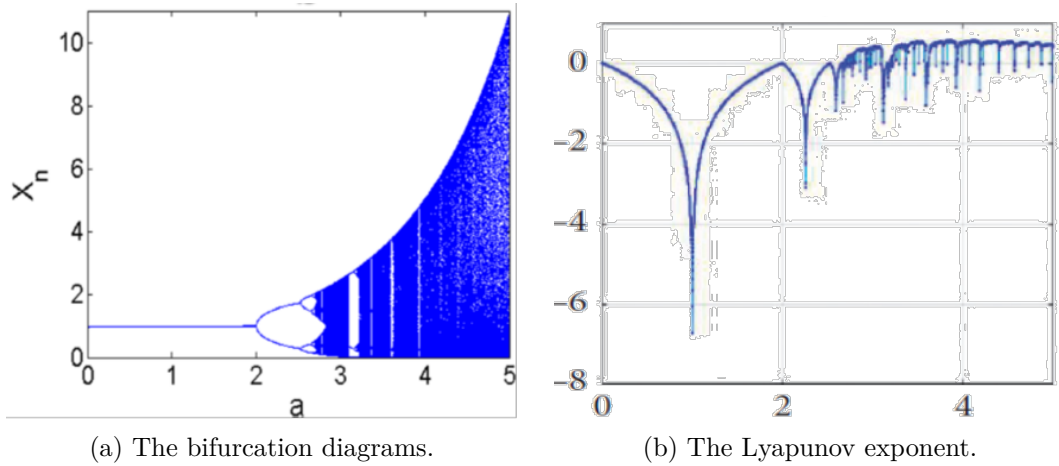 10
8
6
4
2
0
X_n
0 1 2 3 4 5
a
0
−2
−4
−6
−8
0 2 4
(a) The bifurcation diagrams.
(b) The Lyapunov exponent.